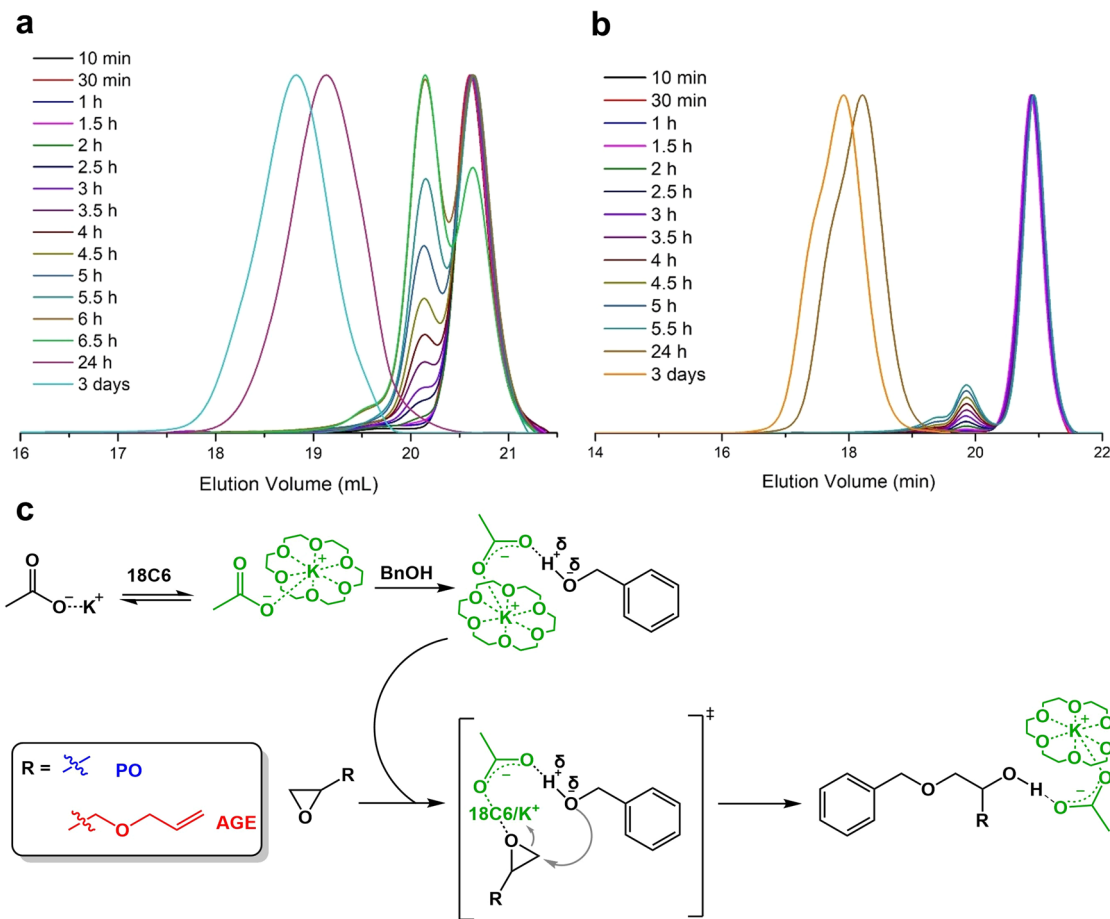 a
10 min
30 min
1 h
1.5 h
2 h
2.5 h
3 h
3.5 h
4 h
4.5 h
5 h
5.5 h
6 h
6.5 h
24 h
3 days
16 17 18 19 20 21
Elution Volume (mL)
b
10 min
30 min
1 h
1.5 h
2 h
2.5 h
3 h
3.5 h
4 h
4.5 h
5 h
5.5 h
24 h
3 days
14 16 18 20 22
Elution Volume (min)
c
O
O
−
K+
18C6
O
O
−
O
O
O
O
O
O
K+
BnOH
O
−
O
O
O
O
O
O
O
K+
H
δ
+
O
δ
−
R =
PO
O
AGE
O
R
‡
O
O
−
H
δ
+
O
δ
−
18C6/K+
O
R
O
O
O
O
O
O
K+
O
O
−
O
R
O
H